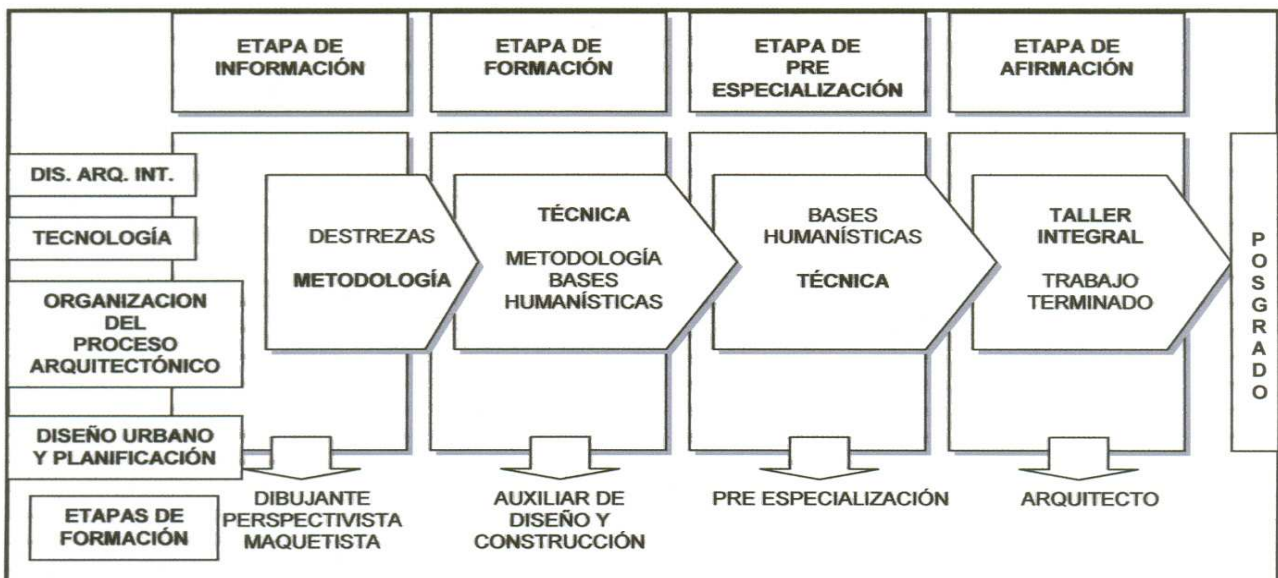 ETAPA DE
INFORMACIÓN
ETAPA DE
FORMACIÓN
ETAPA DE
PRE
ESPECIALIZACIÓN
ETAPA DE
AFIRMACIÓN
DIS. ARQ. INT.
TECNOLOGÍA
ORGANIZACION
DEL
PROCESO
ARQUITECTÓNICO
DISEÑO URBANO
Y PLANIFICACIÓN
DESTREZAS
METODOLOGÍA
TÉCNICA
METODOLOGÍA
BASES
HUMANÍSTICAS
BASES
HUMANÍSTICAS
TÉCNICA
TALLER
INTEGRAL
TRABAJO
TERMINADO
POSGRADO
ETAPAS DE
FORMACIÓN
DIBUJANTE
PERSPECTIVISTA
MAQUETISTA
AUXILIAR DE
DISEÑO Y
CONSTRUCCIÓN
PRE ESPECIALIZACIÓN
ARQUITECTO